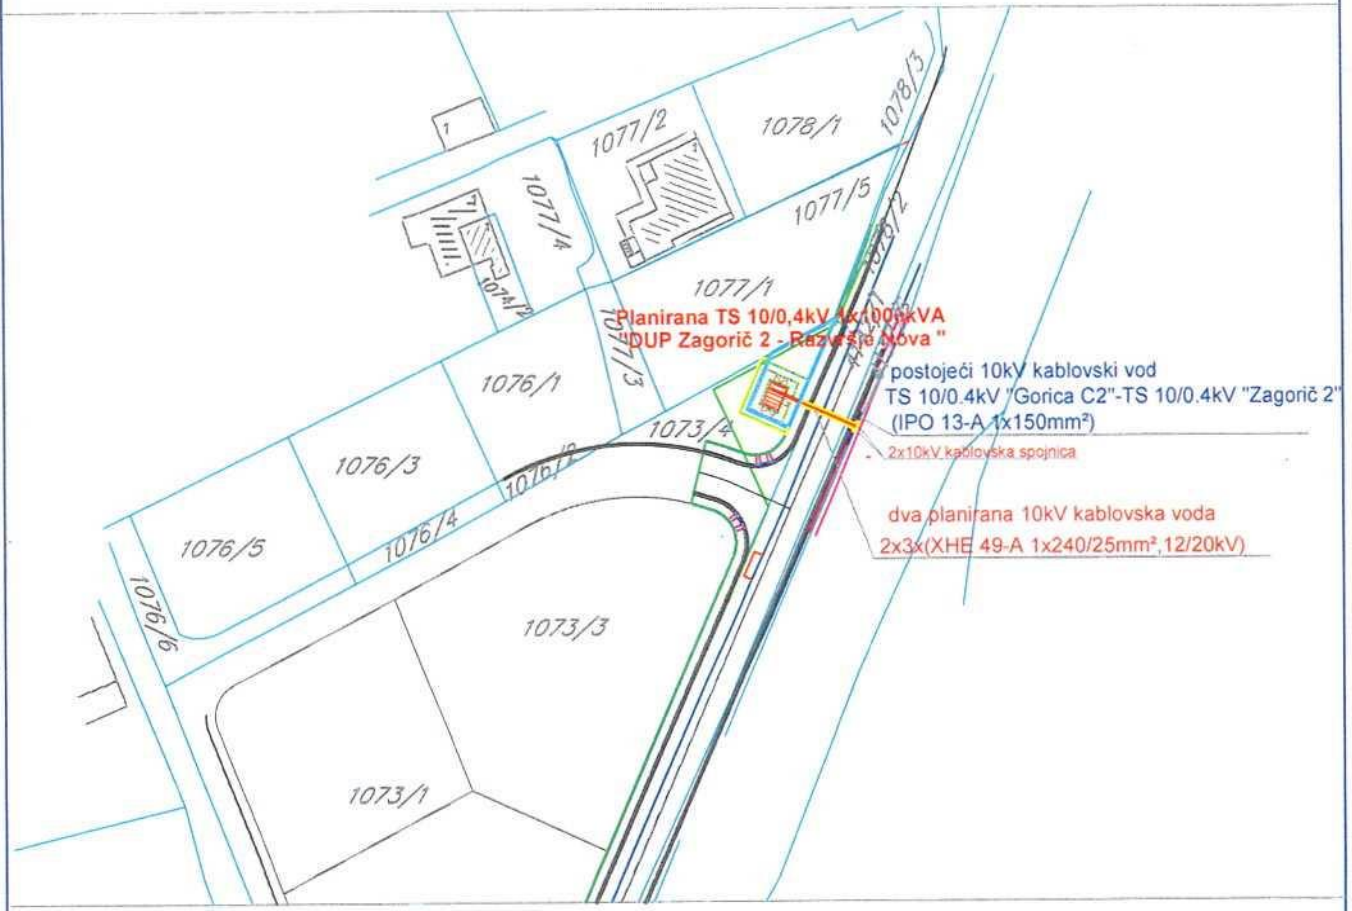 1078/3
1077/2
1078/1
1
1077/4
1077/5
1078/2
1074/2
1077/1
Planirana TS 10/0,4kV
"DUP Zagorič 2 - Nova "
1077/3
postojeći 10kV kablovski vod
TS 10/0.4kV "Gorica C2"-TS 10/0.4kV "Zagorič 2"
(IPO 13-A 1x150mm²)
1076/1
1073/4
2x10kV kablovska spojnica
1076/3
1076/2
dva planirana 10kV kablovska voda
2x3x(XHE 49-A 1x240/25mm²,12/20kV)
1076/5
1076/4
1076/6
1073/3
1073/1